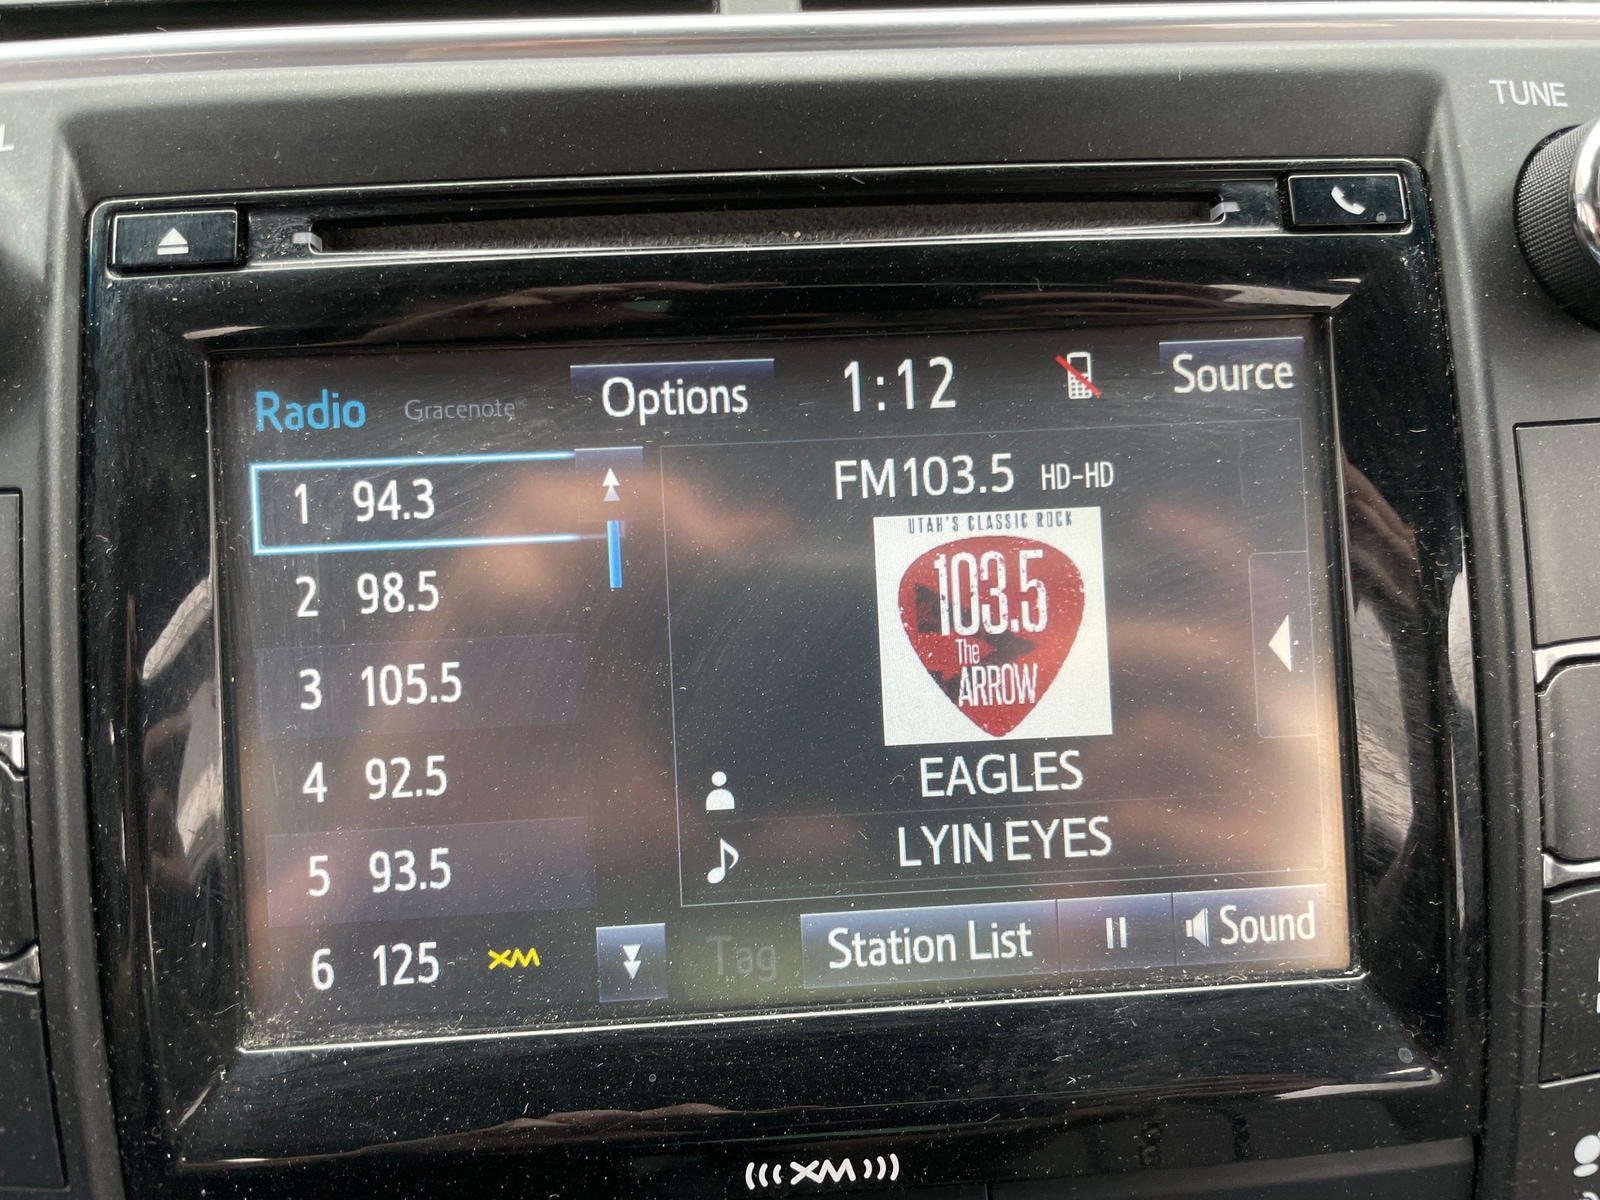 TUNE
Radio Gracenote Options 1:12 Source
1 94.3
2 98.5
3 105.5
4 92.5
5 93.5
6 125 XM
FM103.5 HD-HD
UTAH'S CLASSIC ROCK
103.5
The
ARROW
EAGLES
LYIN EYES
Tag Station List Sound
XM